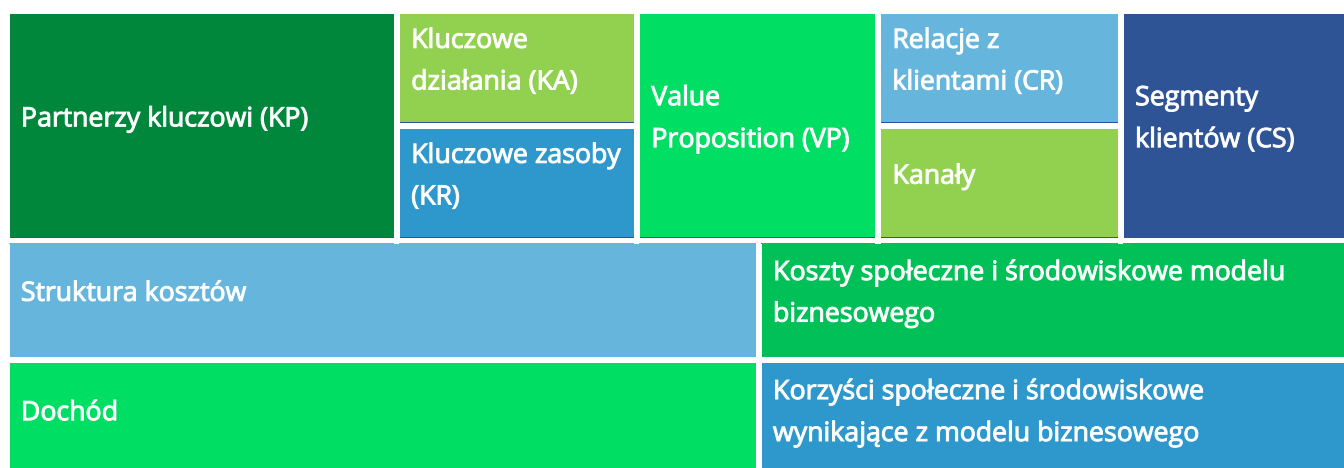 Partnerzy kluczowi (KP)
Kluczowe
działania (KA)
Kluczowe zasoby
(KR)
Value
Proposition (VP)
Relacje z
klientami (CR)
Kanały
Segmenty
klientów (CS)
Struktura kosztów
Koszty społeczne i środowiskowe modelu
biznesowego
Dochód
Korzyści społeczne i środowiskowe
wynikające z modelu biznesowego